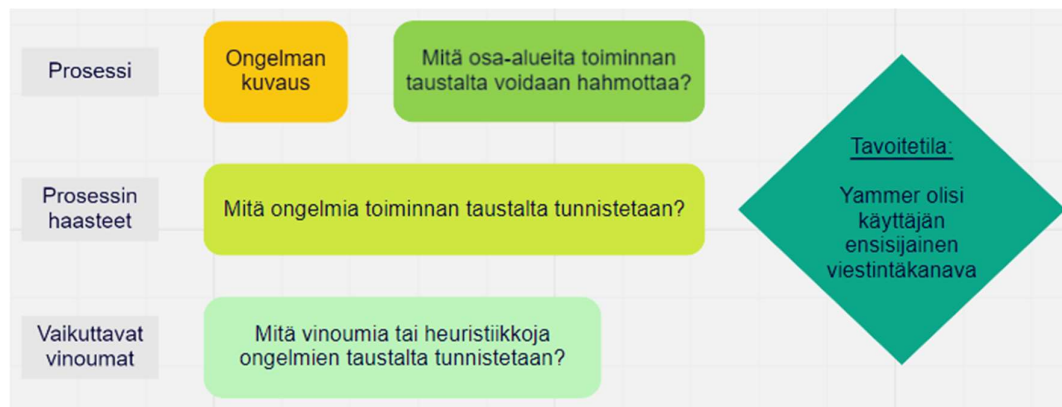 Prosessi
Ongelman
kuvaus
Mitä osa-alueita toiminnan
taustalta voidaan hahmottaa?
Prosessin
haasteet
Mitä ongelmia toiminnan taustalta tunnistetaan?
Vaikuttavat
vinoumat
Mitä vinoumia tai heuristiikkoja
ongelmien taustalta tunnistetaan?
Tavoitetila:
Yammer olisi
käyttäjän
ensisijainen
viestintäkanava